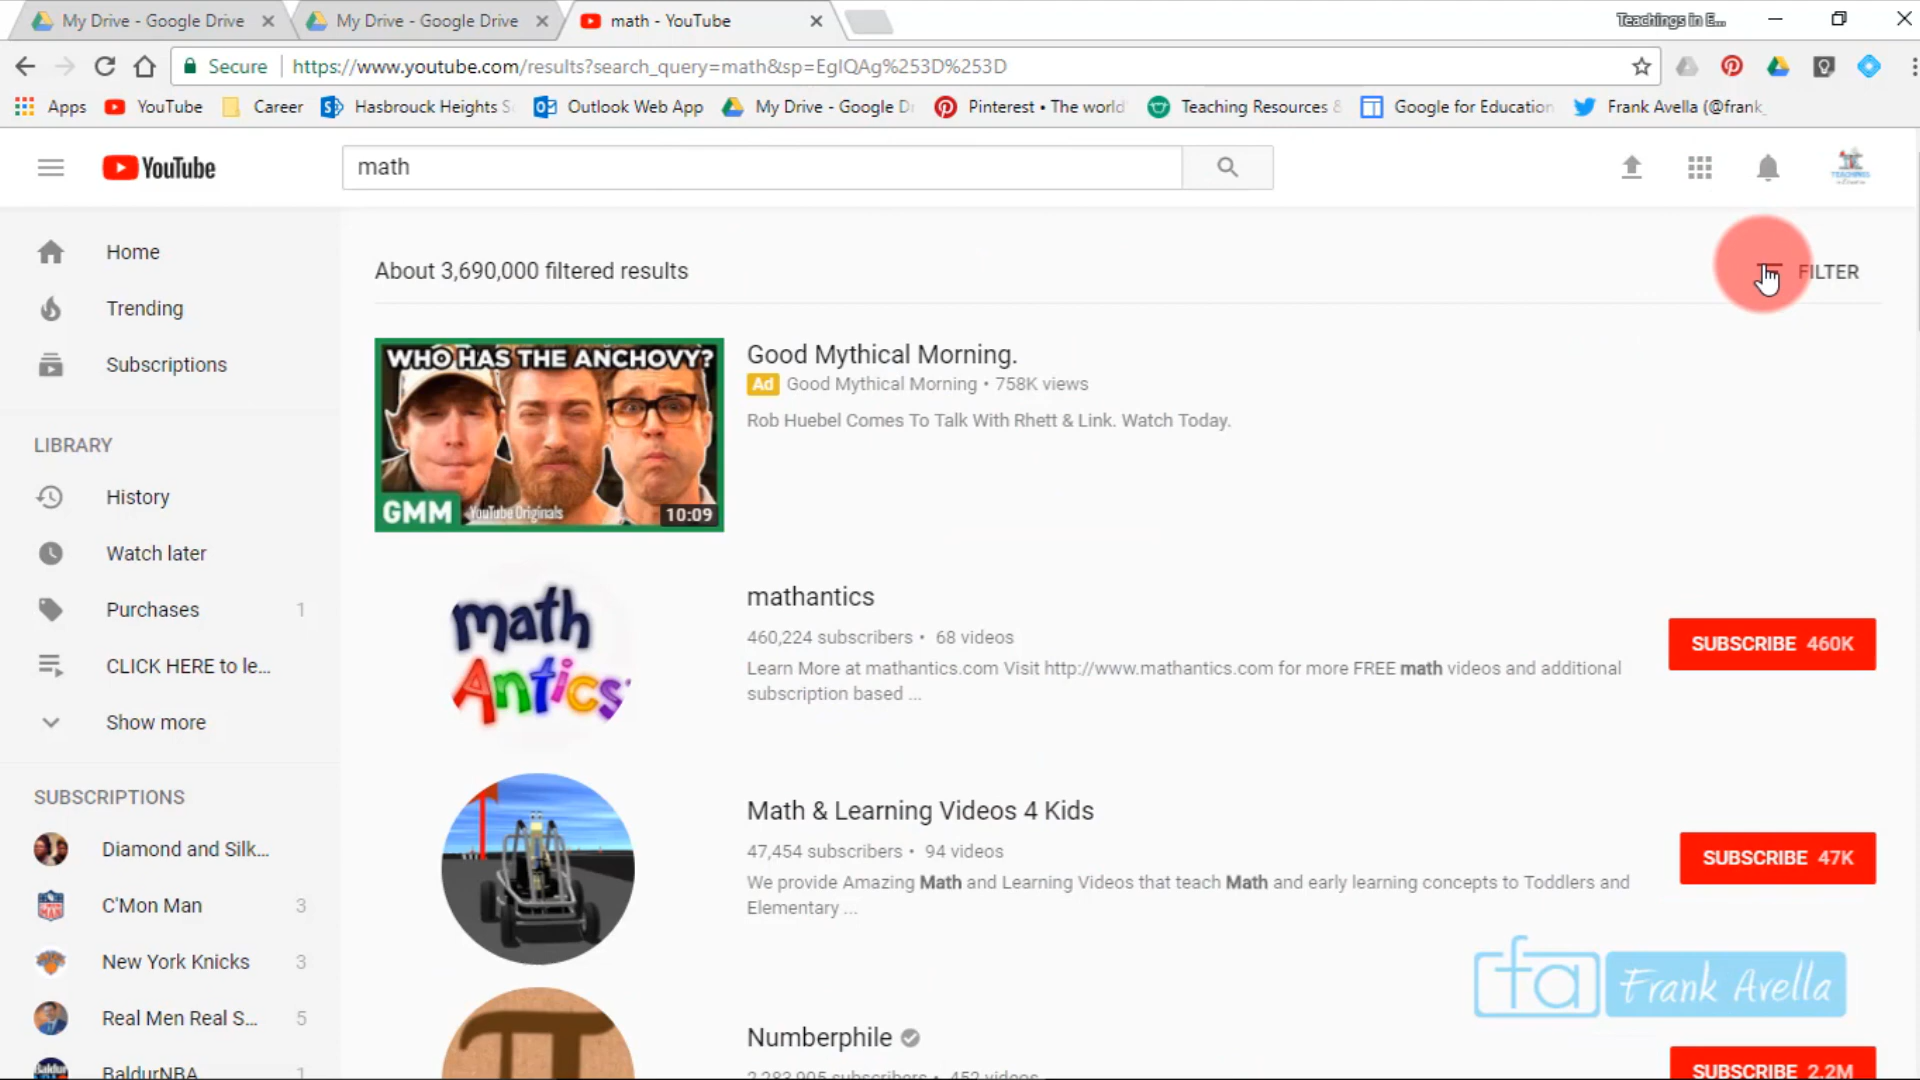 My Drive - Google Drive
My Drive - Google Drive
math - YouTube
Teachings in E...
Secure
https://www.youtube.com/results?search_query=math&sp=EgIQAg%253D%253D
Apps
YouTube
Career
Hasbrouck Heights S
Outlook Web App
My Drive - Google Dr
Pinterest • The world
Teaching Resources &
Google for Education
Frank Avella (@frank_
YouTube
math
TEACHINGS
Home
Trending
Subscriptions
LIBRARY
History
Watch later
Purchases 1
CLICK HERE to le...
Show more
SUBSCRIPTIONS
Diamond and Silk...
C'Mon Man 3
New York Knicks 3
Real Men Real S... 5
BaldurNBA 1
About 3,690,000 filtered results
FILTER
WHO HAS THE ANCHOVY?
GMM
YouTube Originals
10:09
Good Mythical Morning.
Ad Good Mythical Morning • 758K views
Rob Huebel Comes To Talk With Rhett & Link. Watch Today.
math
Antics
mathantics
460,224 subscribers • 68 videos
Learn More at mathantics.com Visit http://www.mathantics.com for more FREE math videos and additional
subscription based ...
SUBSCRIBE 460K
Math & Learning Videos 4 Kids
47,454 subscribers • 94 videos
We provide Amazing Math and Learning Videos that teach Math and early learning concepts to Toddlers and
Elementary ...
SUBSCRIBE 47K
fa Frank Avella
Numberphile
2,283,905 subscribers • 452 videos
SUBSCRIBE 2.2M